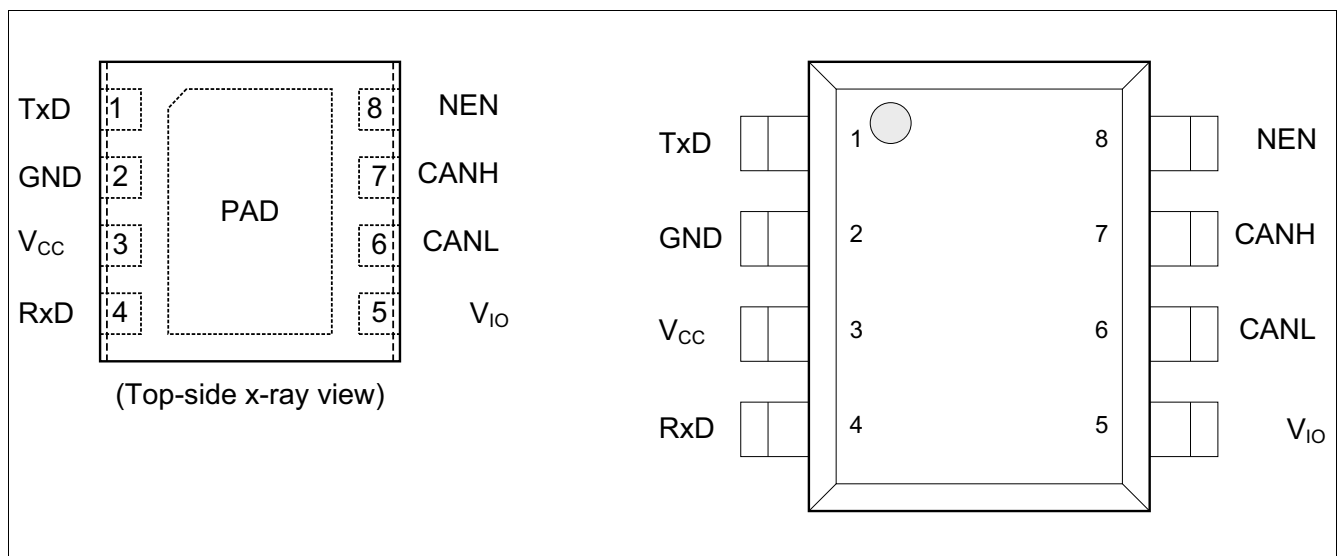 TxD 1 8 NEN
GND 2 7 CANH
PAD
V_CC 3 6 CANL
RxD 4 5 V_IO
(Top-side x-ray view)
TxD 1 8 NEN
GND 2 7 CANH
V_CC 3 6 CANL
RxD 4 5 V_IO